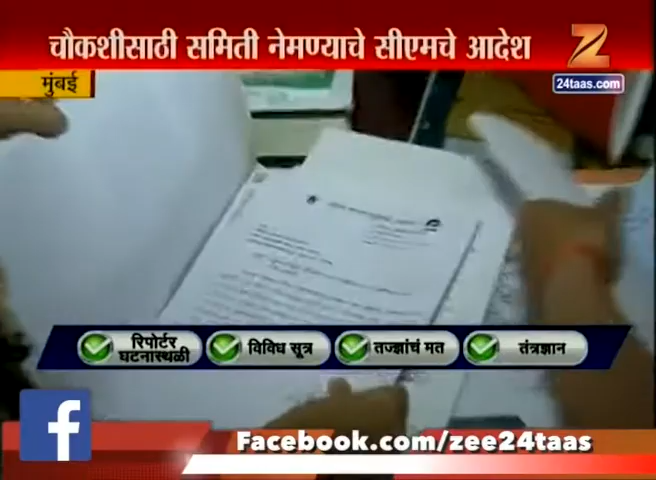 चौकशीसाठी समिती नेमण्याचे सीएमचे आदेश
24taas.com
मुंबई
रिपोर्टर घटनास्थळी
विविध सूत्र
तज्ज्ञांचं मत
तंत्रज्ञान
Facebook.com/zee24taas